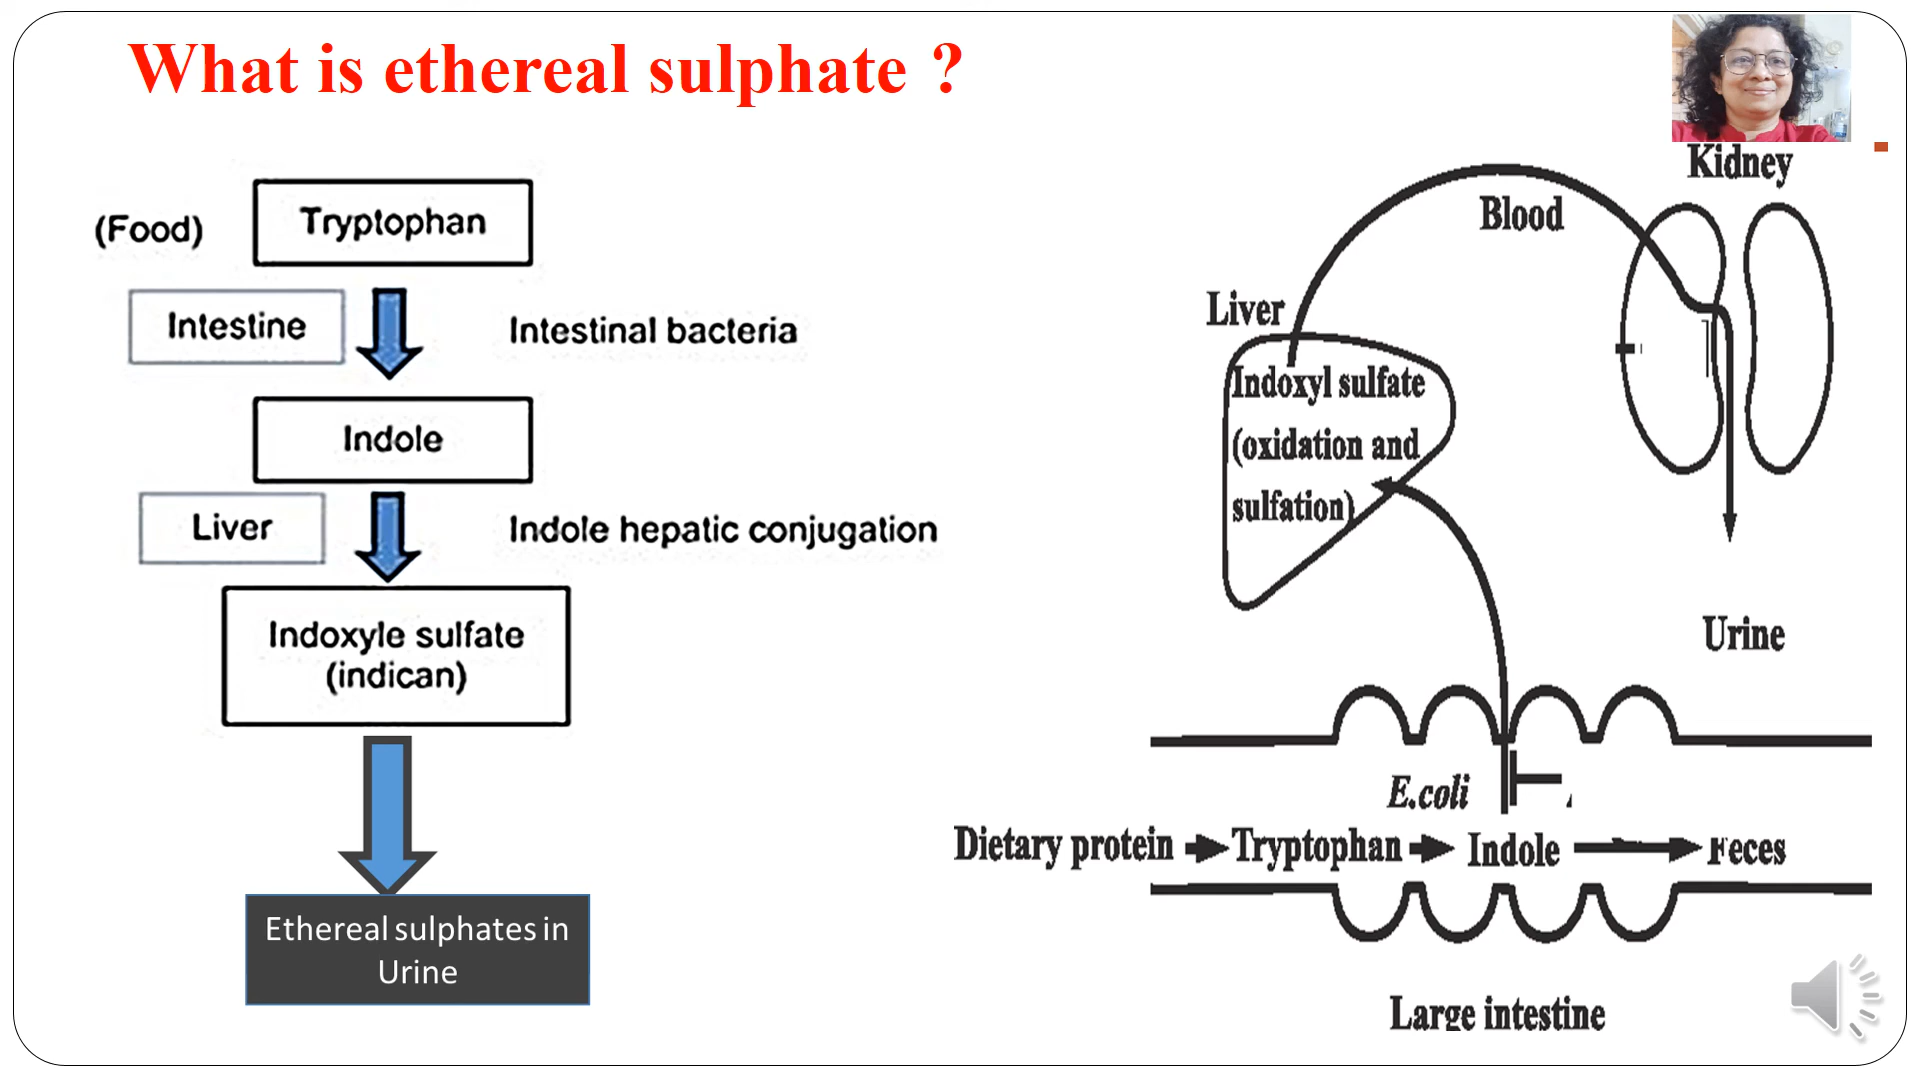 What is ethereal sulphate ?
(Food)
Tryptophan
Intestine
Intestinal bacteria
Indole
Liver
Indole hepatic conjugation
Indoxyle sulfate
(indican)
Ethereal sulphates in
Urine
Kidney
Blood
Liver
Indoxyl sulfate
(oxidation and
sulfation)
Urine
E.coli
Dietary protein Tryptophan Indole Feces
Large intestine